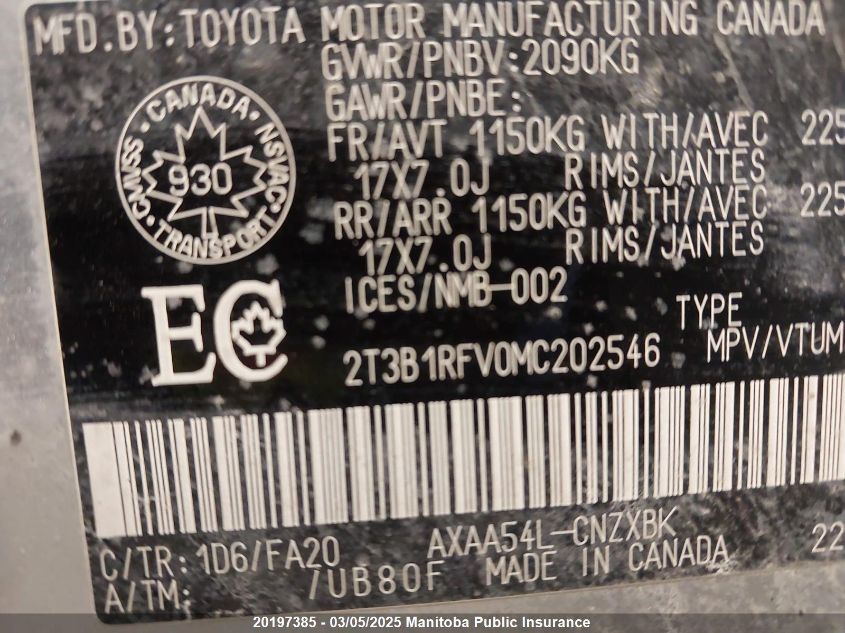 MFD.BY:TOYOTA MOTOR MANUFACTURING CANADA
GVWR/PNBV:2090KG
GAWR/PNBE:
FR/AVT 1150KG WITH/AVEC 225
17X7.0J RIMS/JANTES
RR/ARR 1150KG WITH/AVEC 225
17X7.0J RIMS/JANTES
ICES/NMB-002
CANADA · NSVAC · TRANSPORT · CMVSS ·
930
EC
TYPE
2T3B1RFV0MC202546 MPV/VTUM
C/TR: 1D6/FA20 AXAA54L-CNZXBK 22
A/TM: /UB80F MADE IN CANADA
20197385 - 03/05/2025 Manitoba Public Insurance